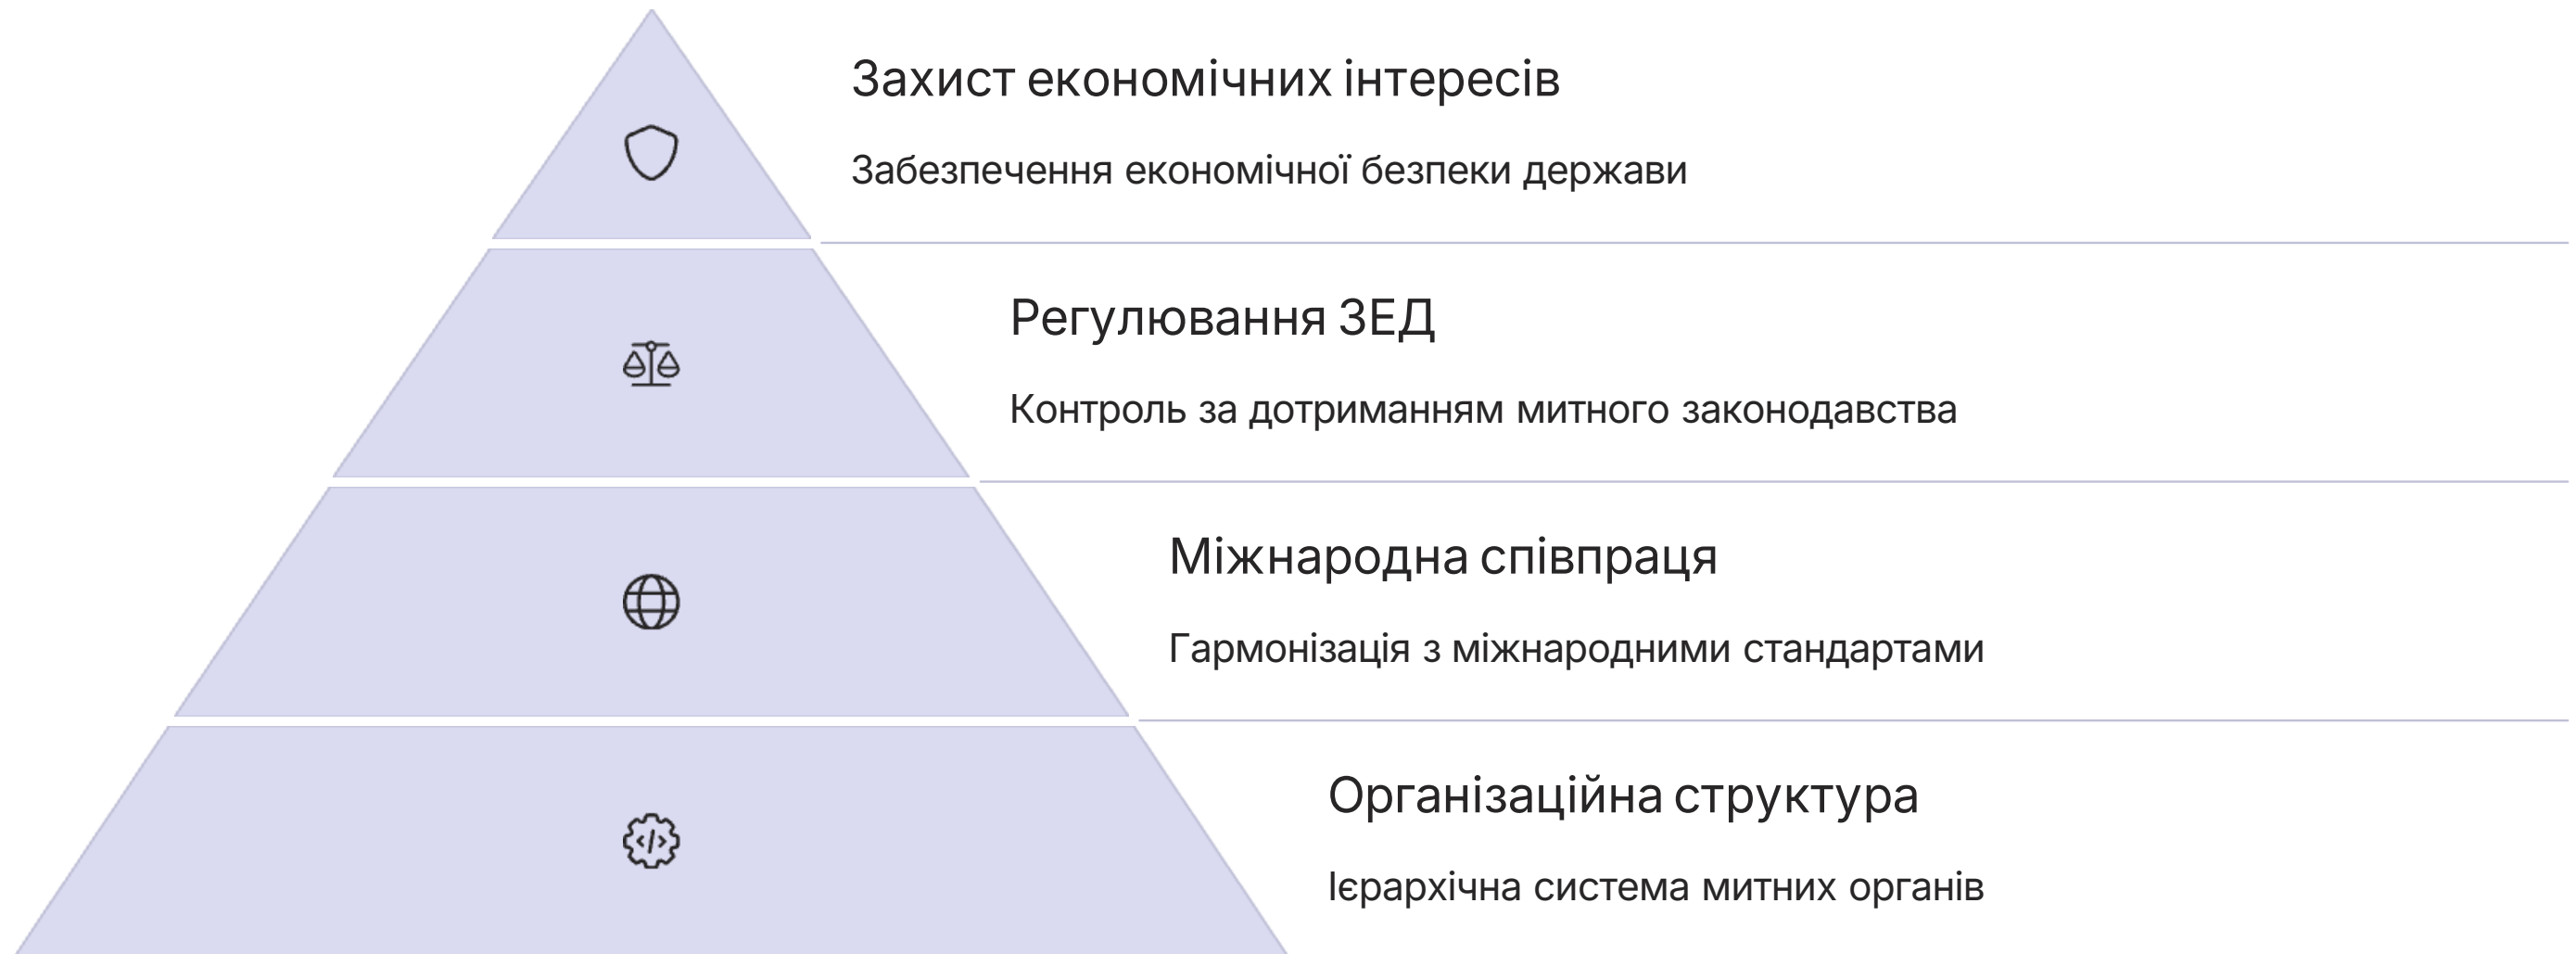 Захист економічних інтересів
Забезпечення економічної безпеки держави
Регулювання ЗЕД
Контроль за дотриманням митного законодавства
Міжнародна співпраця
Гармонізація з міжнародними стандартами
Організаційна структура
Ієрархічна система митних органів